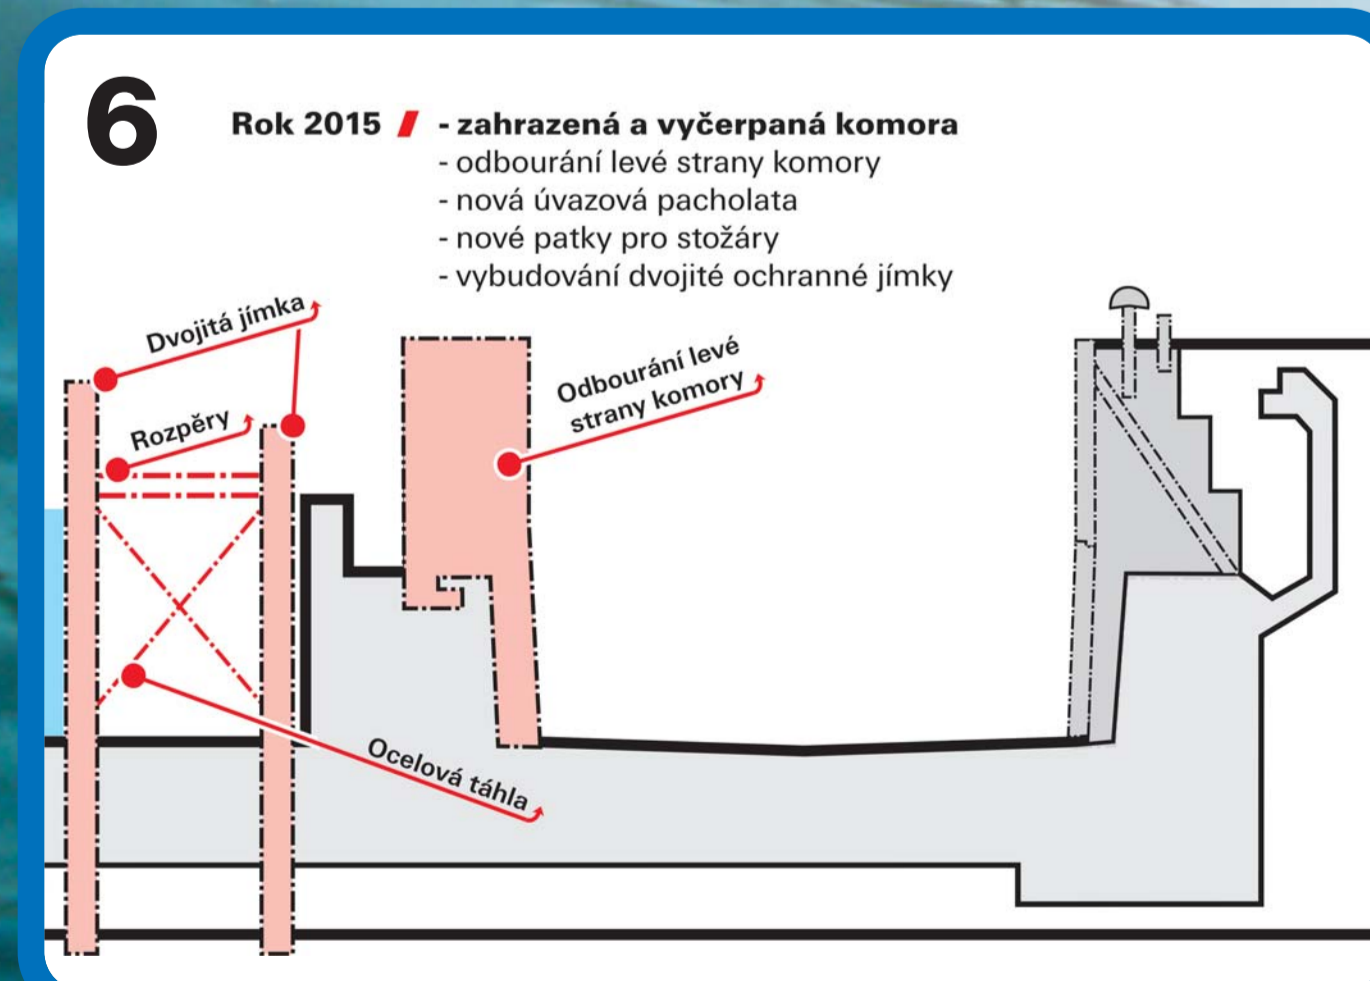 6
Rok 2015 - zahrazená a vyčerpaná komora
- odbourání levé strany komory
- nová úvazová pacholata
- nové patky pro stožáry
- vybudování dvojité ochranné jímky
Dvojitá jímka
Rozpěry
Odbourání levé
strany komory
Ocelová táhla